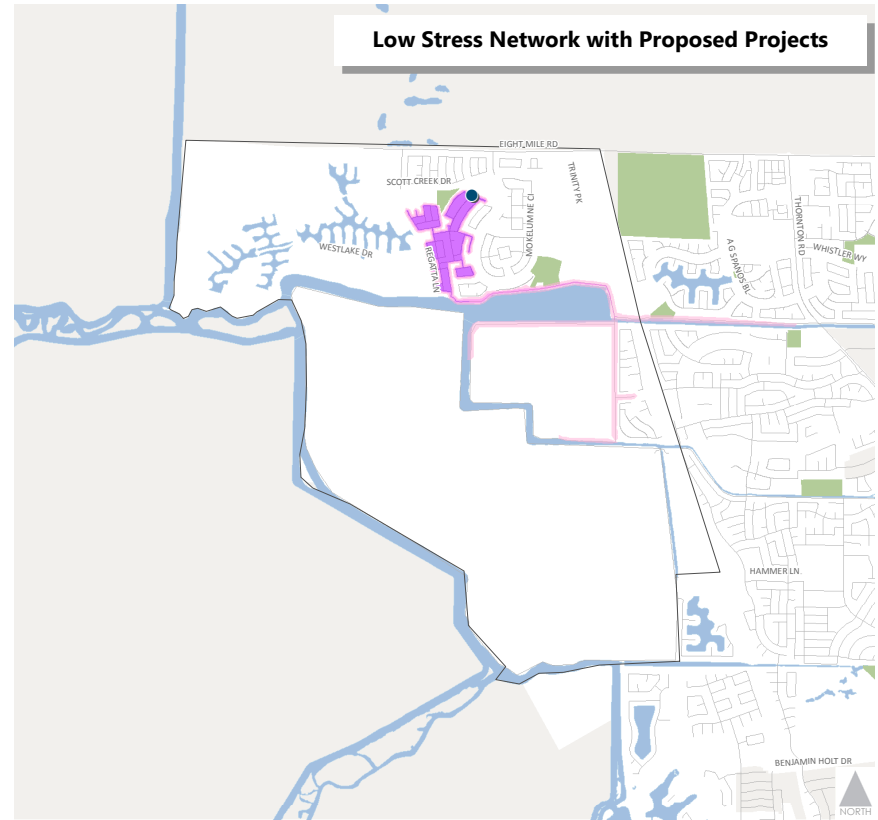 Low Stress Network with Proposed Projects
EIGHT MILE RD
SCOTT CREEK DR
TRINITY PK
MOKELUMNE CI
THORNTON RD
WHISTLER WY
WESTLAKE DR
REGATTA LN
A G SPANOS BL
HAMMER LN
BENJAMIN HOLT DR
NORTH